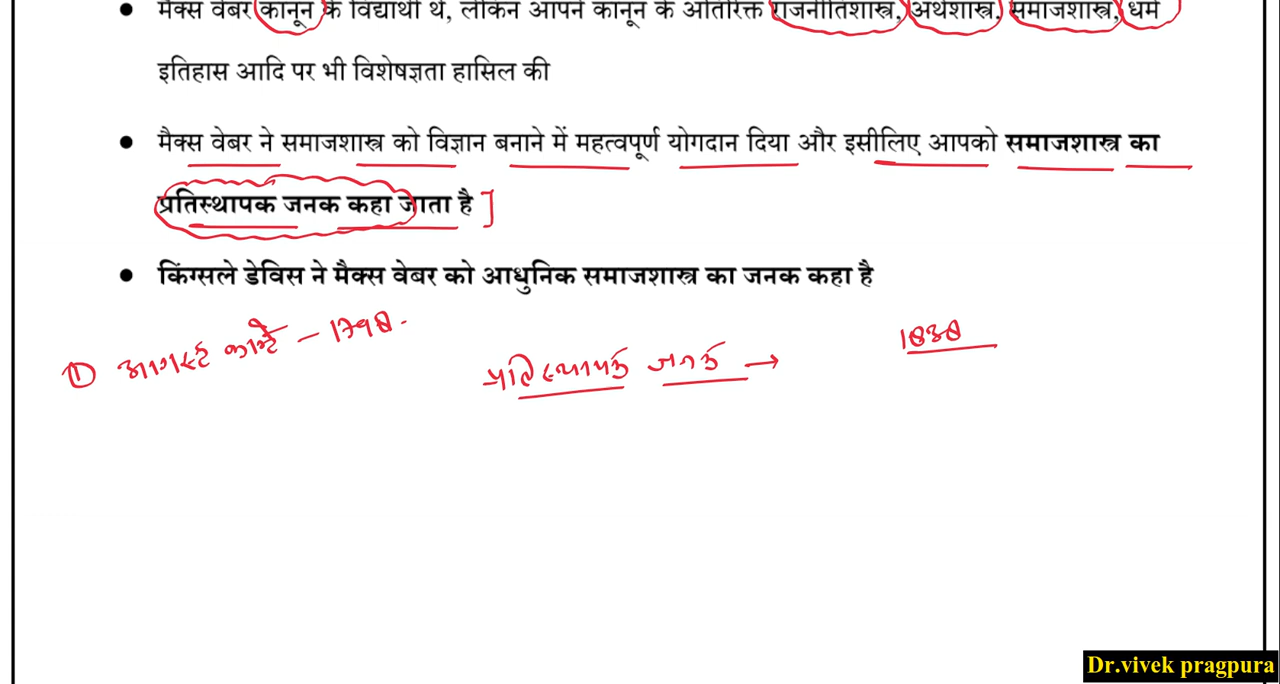 मैक्स वेबर कानून के विद्यार्थी थे, लेकिन आपने कानून के अतिरिक्त राजनीतिशास्त्र, अर्थशास्त्र, समाजशास्त्र, धर्म
इतिहास आदि पर भी विशेषज्ञता हासिल की
मैक्स वेबर ने समाजशास्त्र को विज्ञान बनाने में महत्वपूर्ण योगदान दिया और इसीलिए आपको समाजशास्त्र का
प्रतिस्थापक जनक कहा जाता है ]
किंग्सले डेविस ने मैक्स वेबर को आधुनिक समाजशास्त्र का जनक कहा है
① आगस्ट काम्टे – 1798.
प्रतिस्थापक जनक → 1838
Dr.vivek pragpura